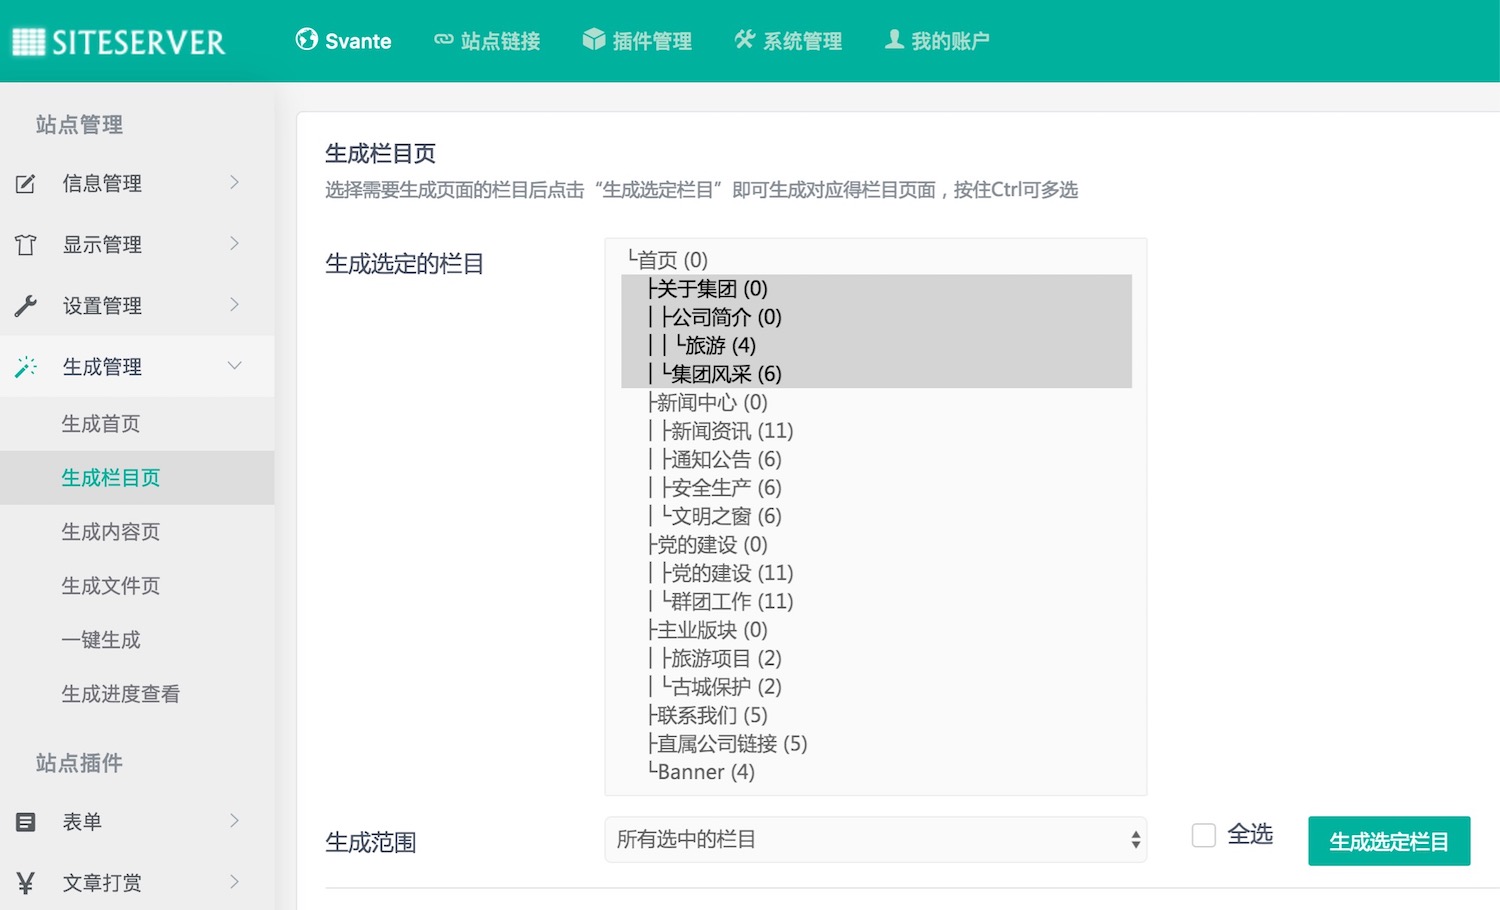 SITESERVER
Svante 站点链接 插件管理 系统管理 我的账户
站点管理
信息管理
显示管理
设置管理
生成管理
生成首页
生成栏目页
生成内容页
生成文件页
一键生成
生成进度查看
站点插件
表单
文章打赏
生成栏目页
选择需要生成页面的栏目后点击“生成选定栏目”即可生成对应得栏目页面，按住Ctrl可多选
生成选定的栏目
└首页 (0)
├关于集团 (0)
│├公司简介 (0)
││└旅游 (4)
│└集团风采 (6)
├新闻中心 (0)
│├新闻资讯 (11)
│├通知公告 (6)
│├安全生产 (6)
│└文明之窗 (6)
├党的建设 (0)
│├党的建设 (11)
│└群团工作 (11)
├主业版块 (0)
│├旅游项目 (2)
│└古城保护 (2)
├联系我们 (5)
├直属公司链接 (5)
└Banner (4)
生成范围 所有选中的栏目 全选 生成选定栏目